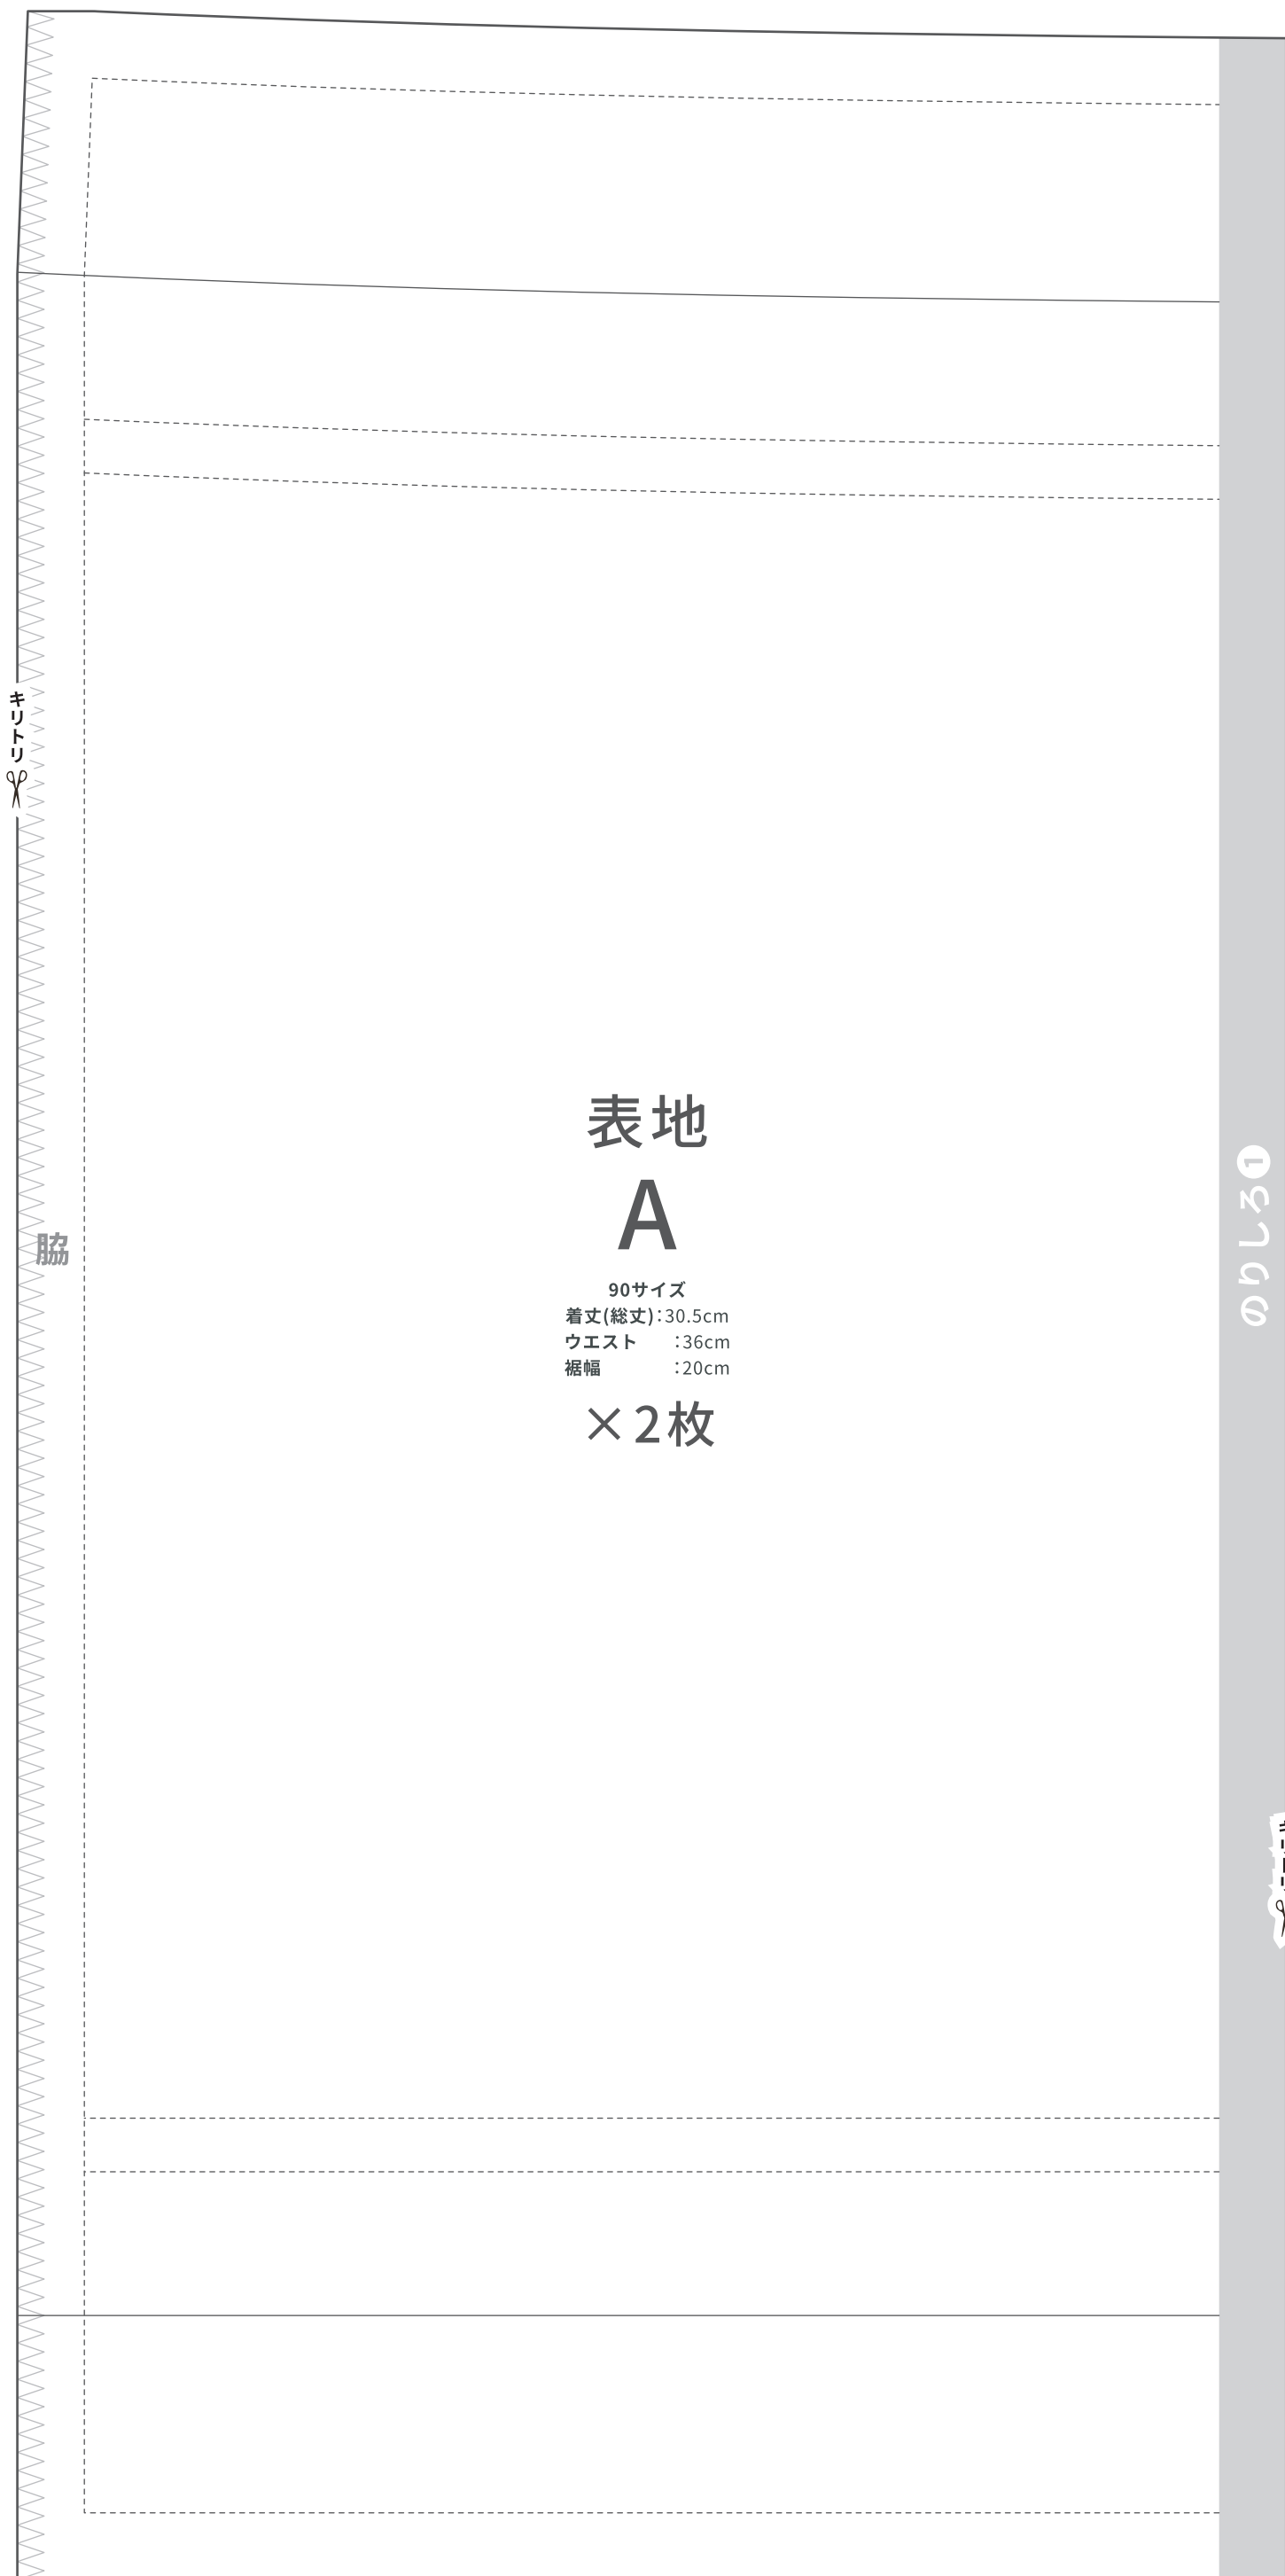 キリトリ
脇
表地
A
90サイズ
着丈(総丈):30.5cm
ウエスト :36cm
裾幅 :20cm
×2枚
のりしろ1